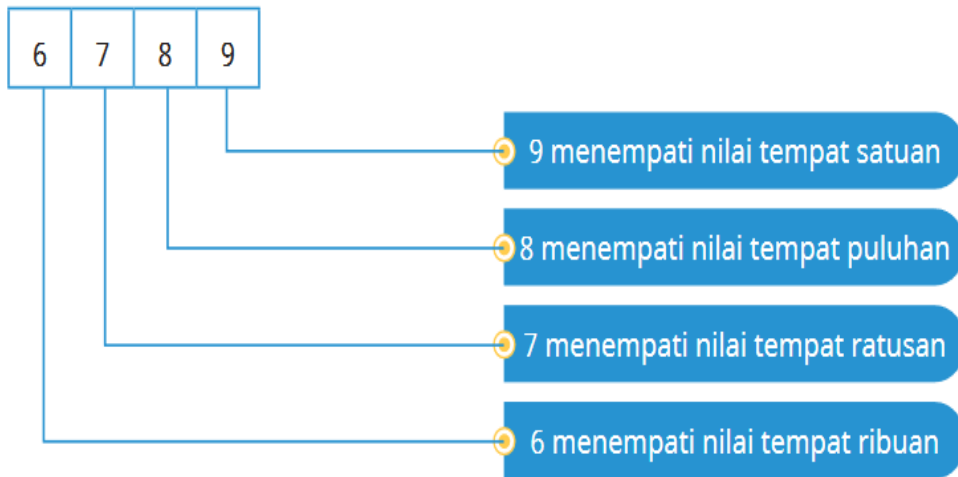 6 7 8 9
9 menempati nilai tempat satuan
8 menempati nilai tempat puluhan
7 menempati nilai tempat ratusan
6 menempati nilai tempat ribuan